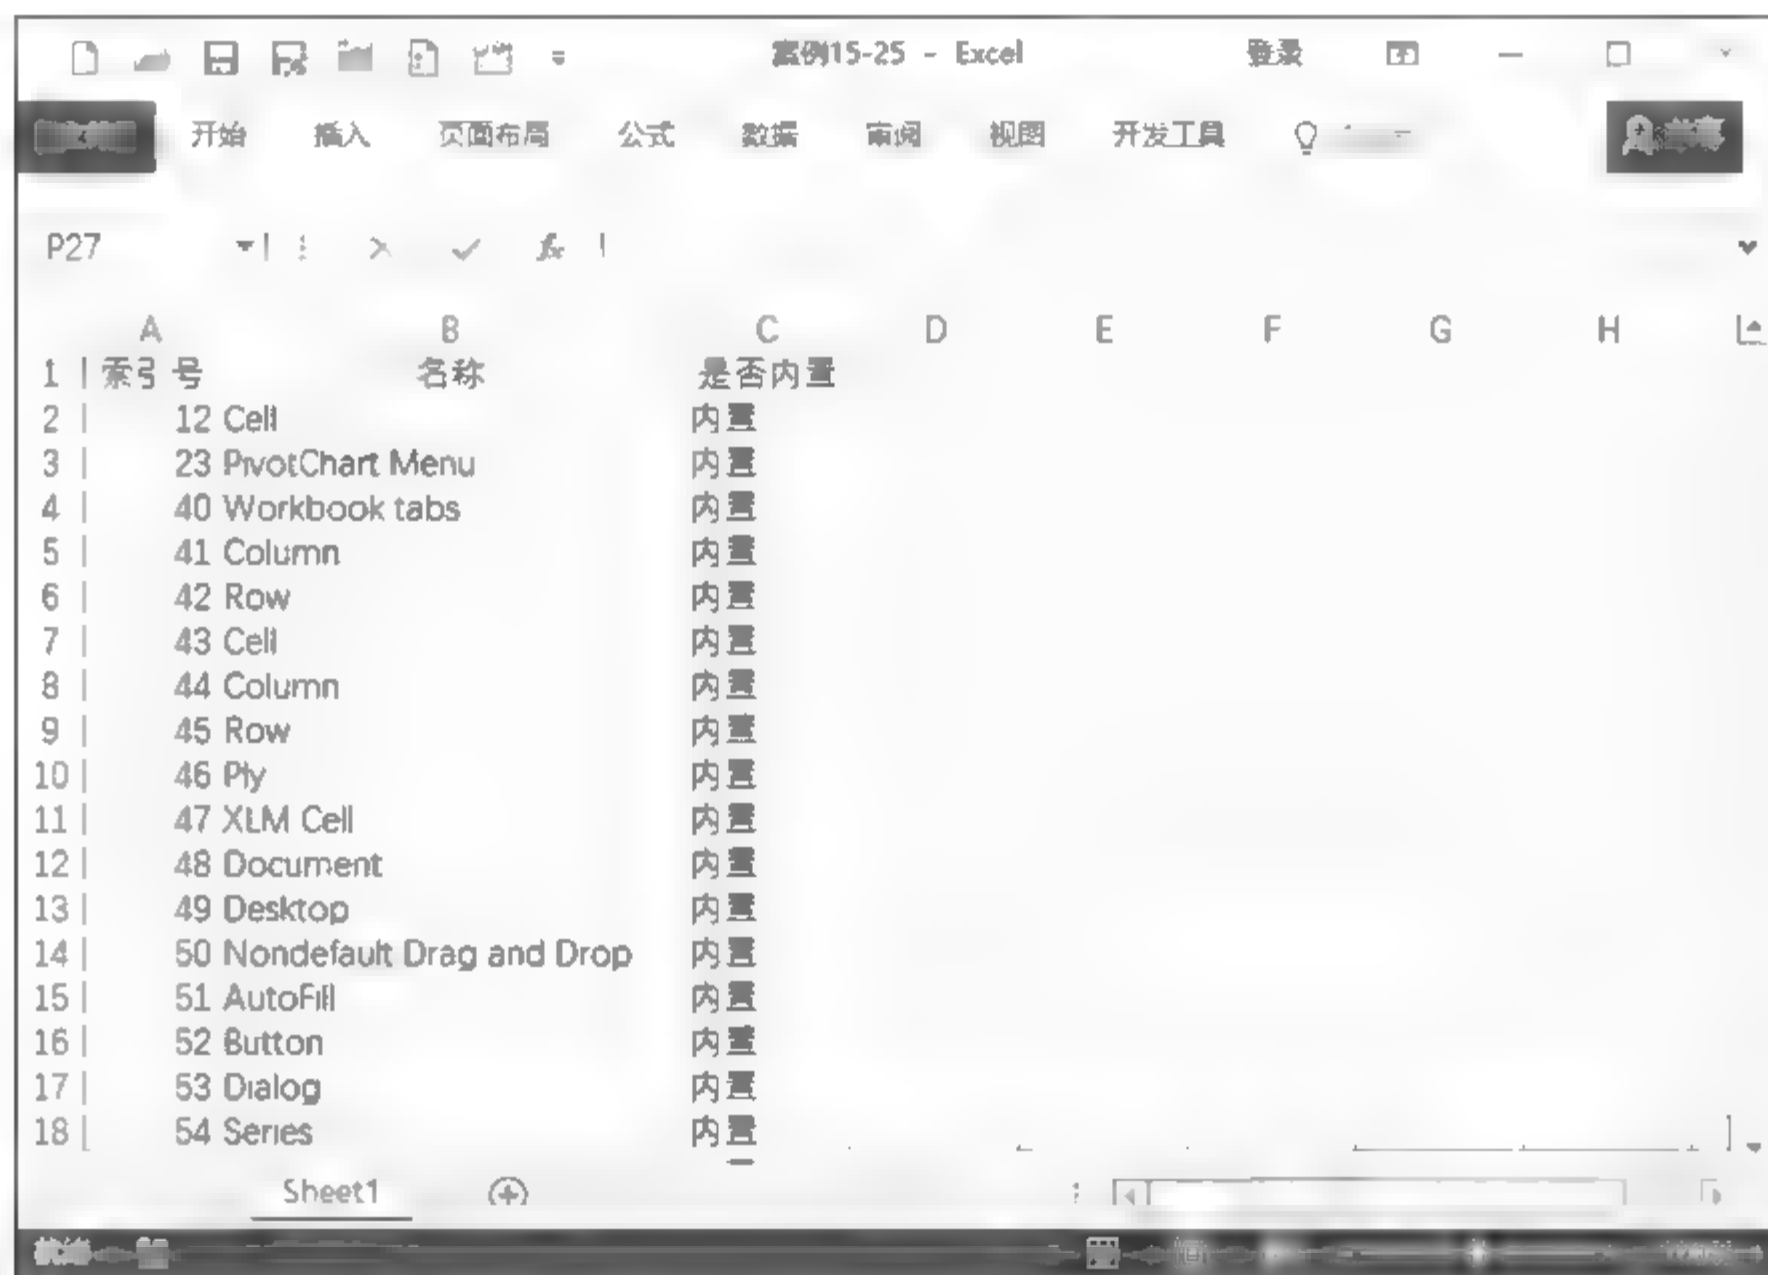 案例15-25 - Excel 登录
开始 插入 页面布局 公式 数据 审阅 视图 开发工具
P27 fx
A B C D E F G H
1 索引号 名称 是否内置
2 12 Cell 内置
3 23 PivotChart Menu 内置
4 40 Workbook tabs 内置
5 41 Column 内置
6 42 Row 内置
7 43 Cell 内置
8 44 Column 内置
9 45 Row 内置
10 46 Ply 内置
11 47 XLM Cell 内置
12 48 Document 内置
13 49 Desktop 内置
14 50 Nondefault Drag and Drop 内置
15 51 AutoFill 内置
16 52 Button 内置
17 53 Dialog 内置
18 54 Series 内置
Sheet1